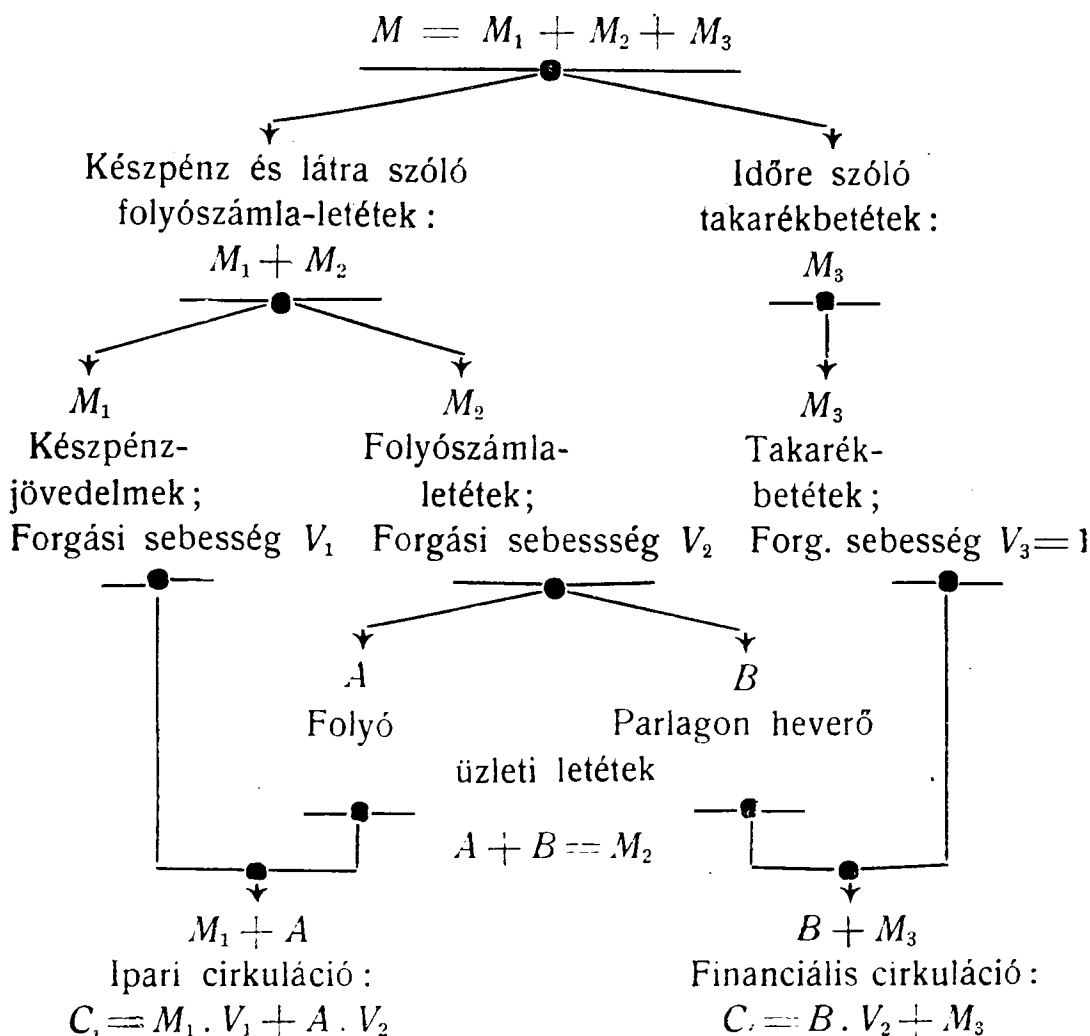 M = M₁ + M₂ + M₃
Készpénz és látra szóló
folyószámla-letétek :
M₁ + M₂
Időre szóló
takarékbetétek :
M₃
M₁
Készpénz-
jövedelmek ;
Forgási sebesség V₁
M₂
Folyószámla-
letétek ;
Forgási sebessség V₂
M₃
Takarék-
betétek ;
Forg. sebesség V₃ = 1
A
Folyó
B
Parlagon heverő
üzleti letétek
A + B = M₂
M₁ + A
Ipari cirkuláció :
C₁ = M₁ . V₁ + A . V₂
B + M₃
Financiális cirkuláció :
C = B . V₂ + M₃